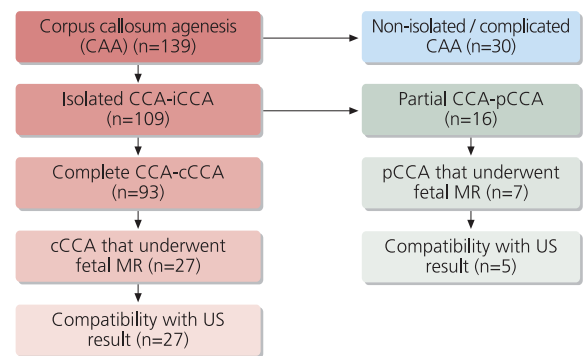 Corpus callosum agenesis
(CAA) (n=139)
Non-isolated / complicated
CAA (n=30)
Isolated CCA-iCCA
(n=109)
Partial CCA-pCCA
(n=16)
Complete CCA-cCCA
(n=93)
pCCA that underwent
fetal MR (n=7)
cCCA that underwent
fetal MR (n=27)
Compatibility with US
result (n=5)
Compatibility with US
result (n=27)